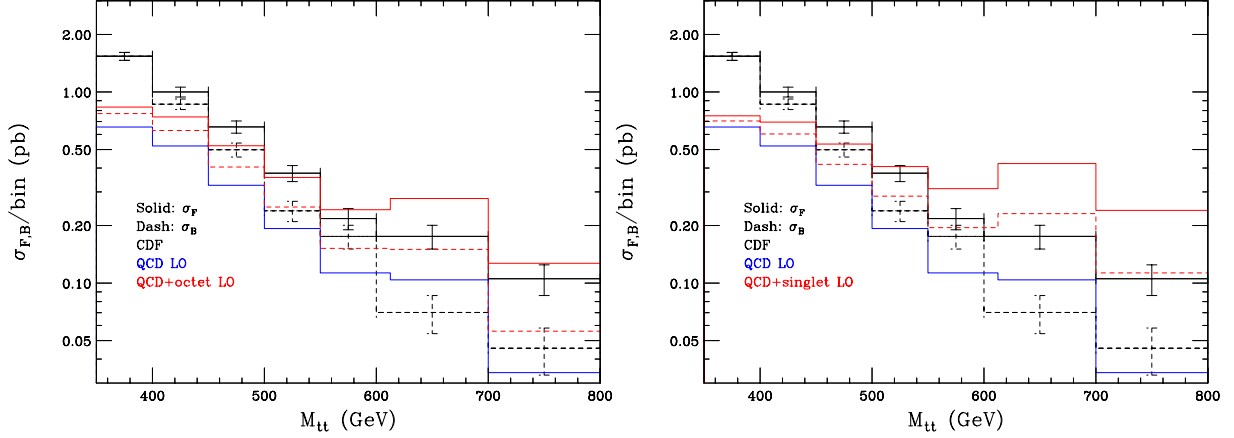 2.00
1.00
0.50
0.20
0.10
0.05
σF,B/bin (pb)
Solid: σF
Dash: σB
CDF
QCD LO
QCD+octet LO
400 500 600 700 800
Mtt (GeV)
2.00
1.00
0.50
0.20
0.10
0.05
σF,B/bin (pb)
Solid: σF
Dash: σB
CDF
QCD LO
QCD+singlet LO
400 500 600 700 800
Mtt (GeV)